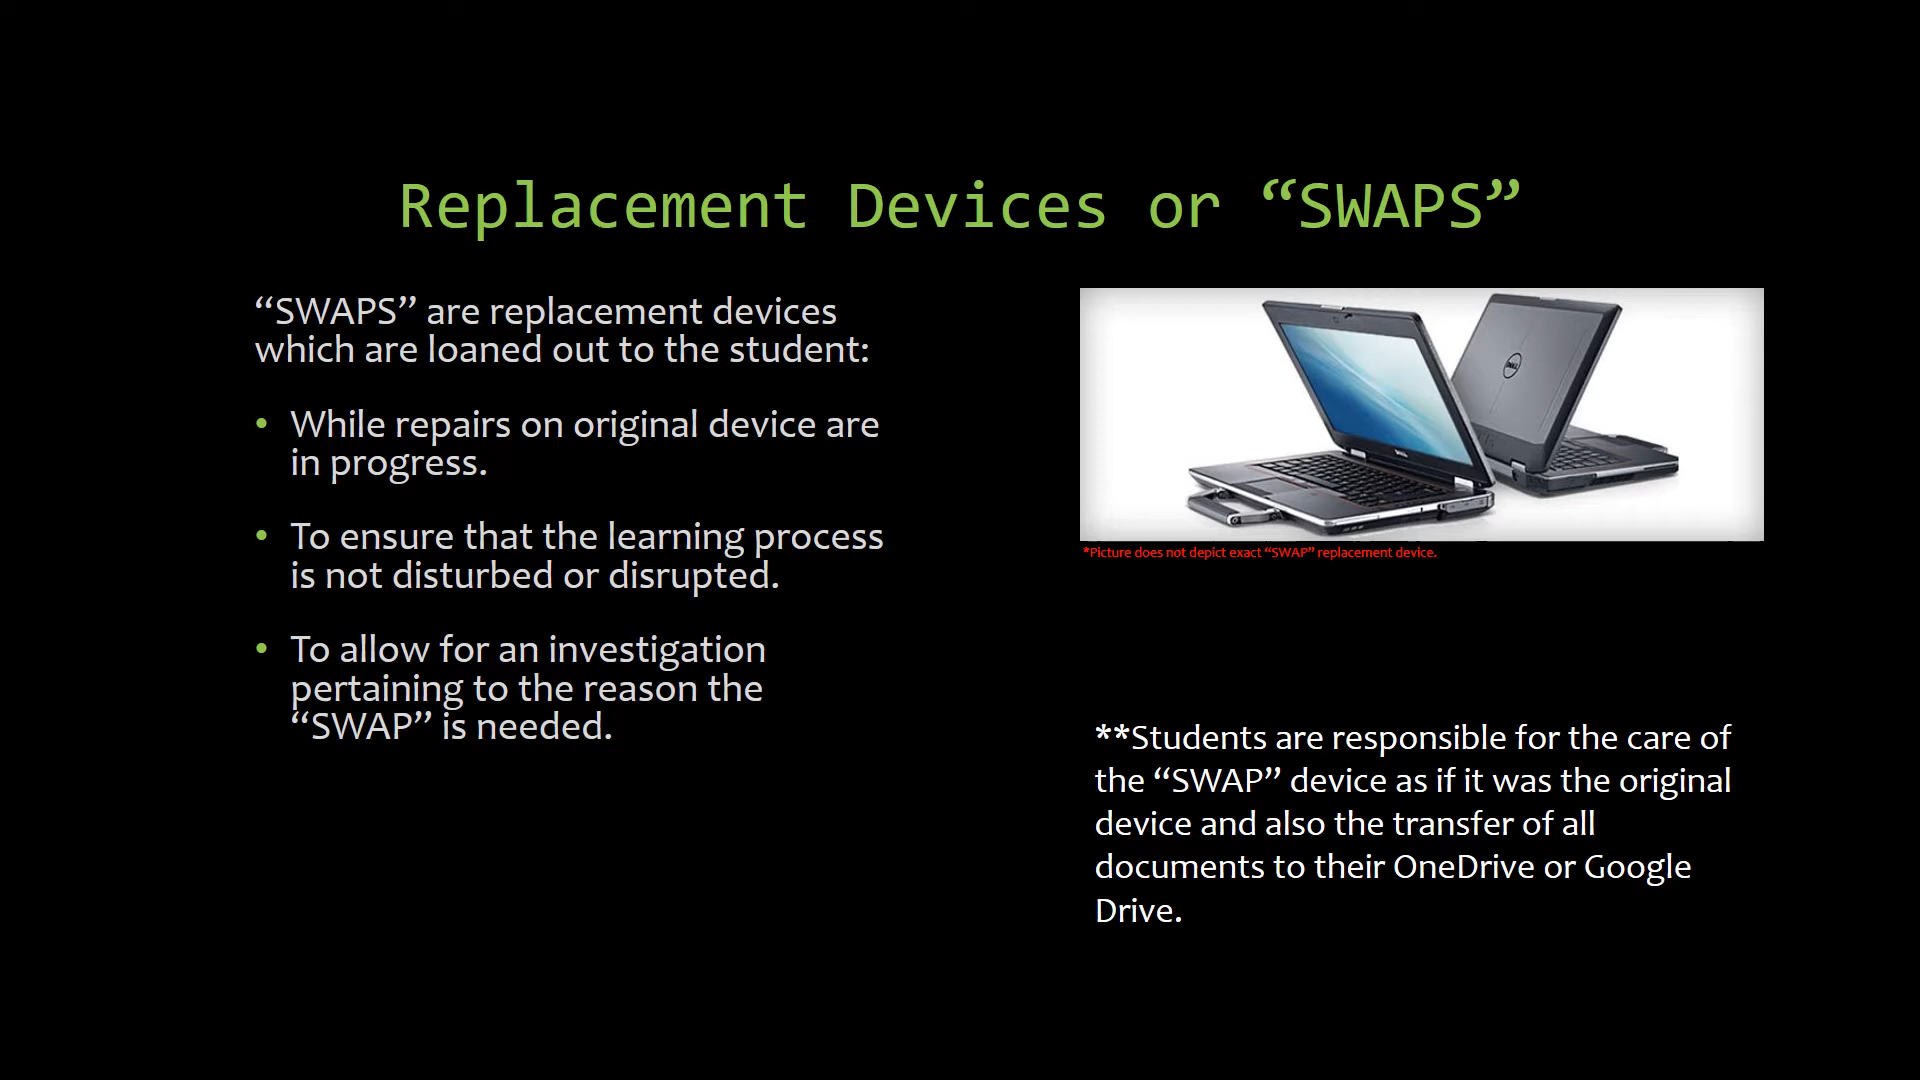 Replacement Devices or “SWAPS”
“SWAPS” are replacement devices
which are loaned out to the student:
• While repairs on original device are
in progress.
• To ensure that the learning process
is not disturbed or disrupted.
• To allow for an investigation
pertaining to the reason the
“SWAP” is needed.
DELL
*Picture does not depict exact “SWAP” replacement device.
**Students are responsible for the care of
the “SWAP” device as if it was the original
device and also the transfer of all
documents to their OneDrive or Google
Drive.